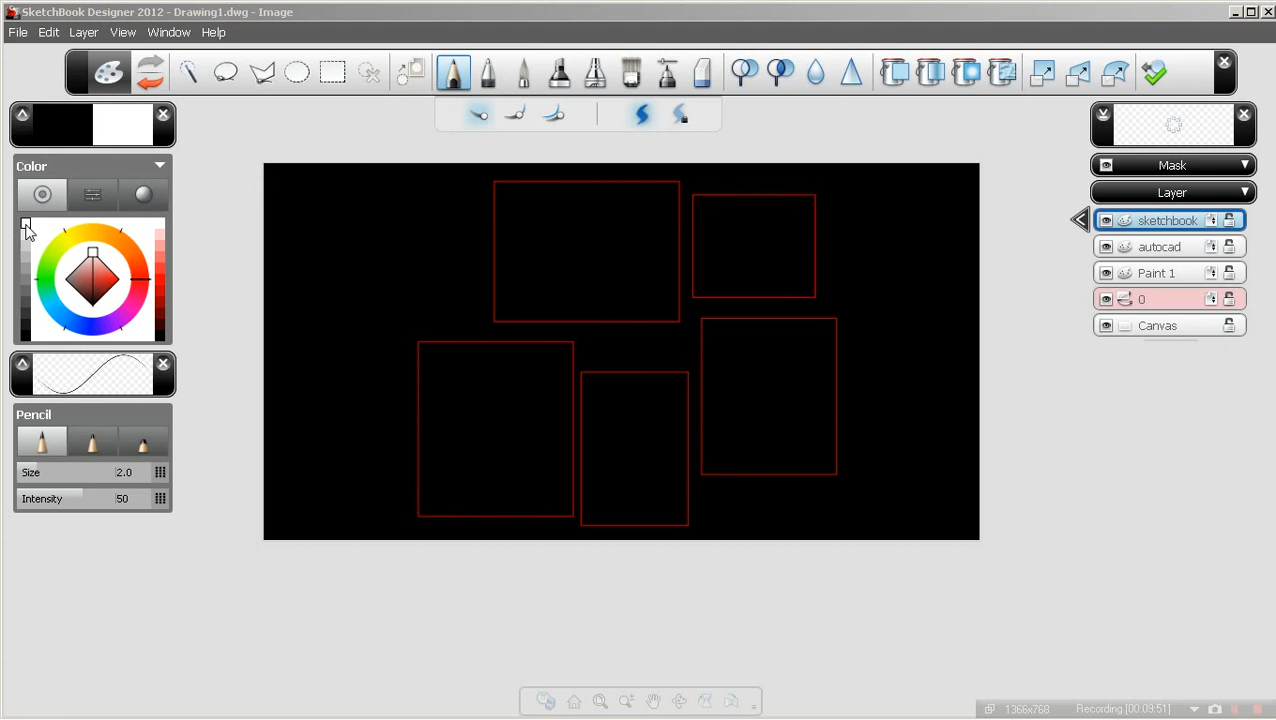 SketchBook Designer 2012 - Drawing1.dwg - Image
File Edit Layer View Window Help
Color
Pencil
Size 2.0
Intensity 50
Mask
Layer
sketchbook
autocad
Paint 1
0
Canvas
1366x768 Recording [00:09:51]